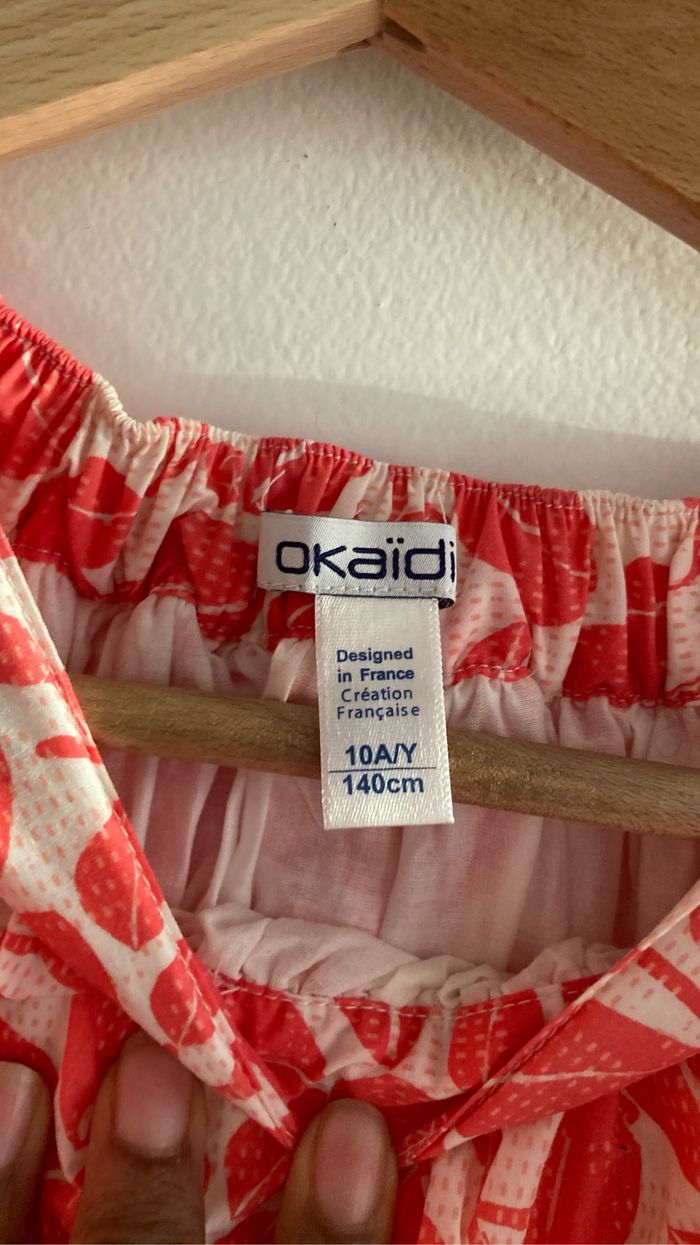 OKaïdi
Designed
in France
Création
Française
10A/Y
140cm